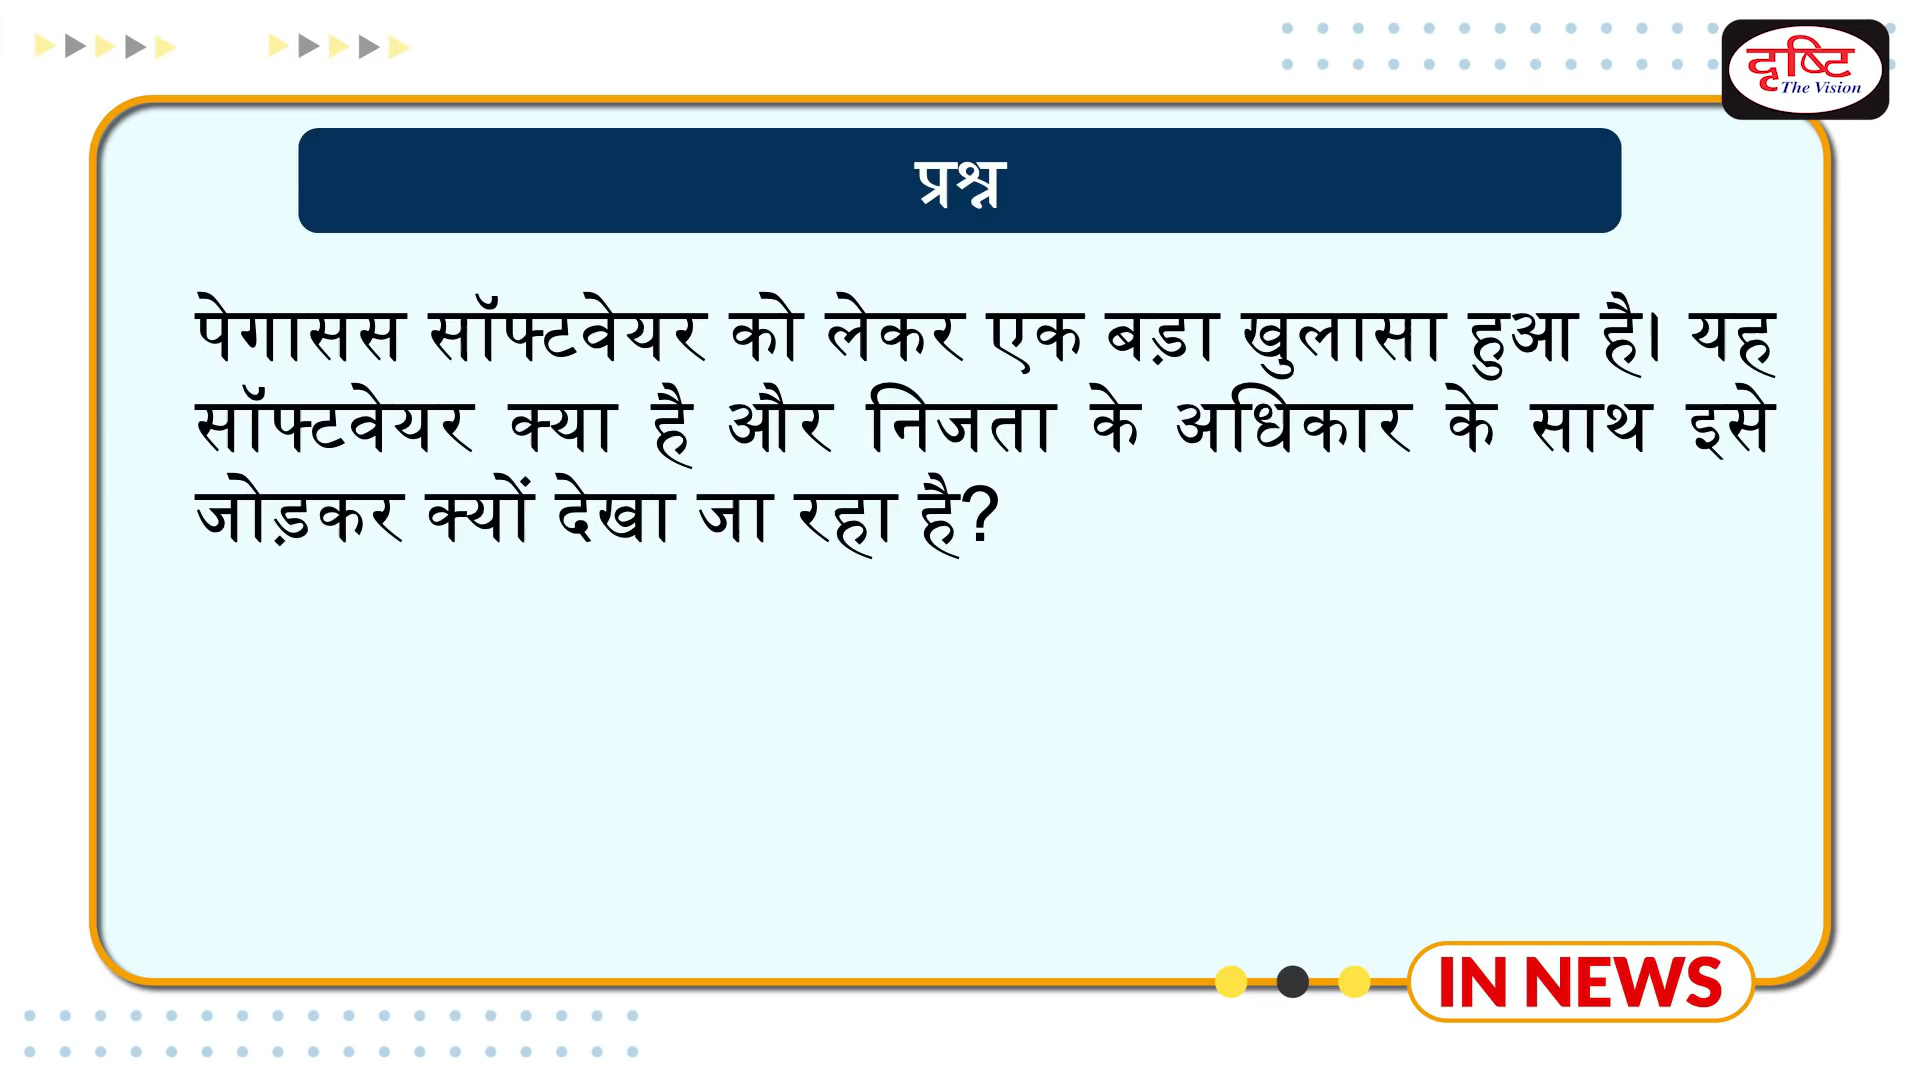 दृष्टि
The Vision
प्रश्न
पेगासस सॉफ्टवेयर को लेकर एक बड़ा खुलासा हुआ है। यह
सॉफ्टवेयर क्या है और निजता के अधिकार के साथ इसे
जोड़कर क्यों देखा जा रहा है?
IN NEWS